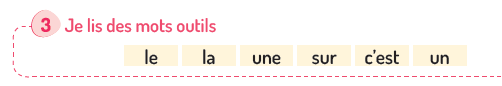 3 Je lis des mots outils
le la une sur c'est un